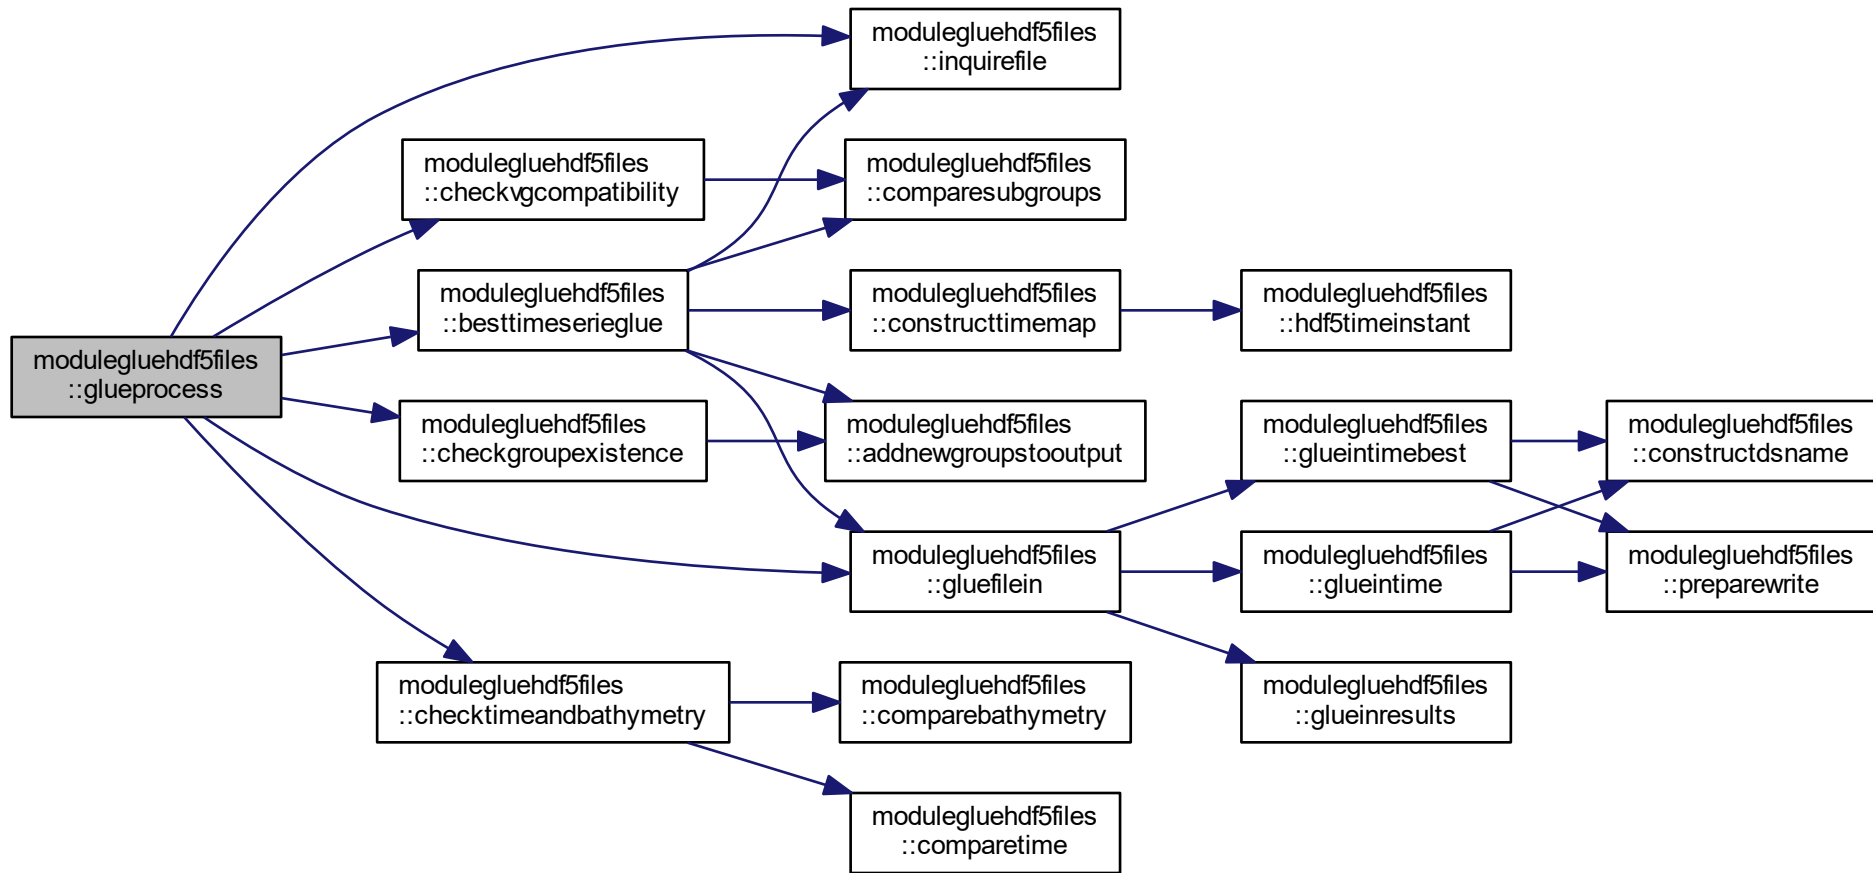 modulegluehdf5files
::inquirefile
modulegluehdf5files
::checkvgcompatibility
modulegluehdf5files
::comparesubgroups
modulegluehdf5files
::besttimeserieglue
modulegluehdf5files
::constructtimemap
modulegluehdf5files
::hdf5timeinstant
modulegluehdf5files
::glueprocess
modulegluehdf5files
::checkgroupexistence
modulegluehdf5files
::addnewgroupstooutput
modulegluehdf5files
::glueintimebest
modulegluehdf5files
::constructdsname
modulegluehdf5files
::gluefilein
modulegluehdf5files
::glueintime
modulegluehdf5files
::preparewrite
modulegluehdf5files
::checktimeandbathymetry
modulegluehdf5files
::comparebathymetry
modulegluehdf5files
::glueinresults
modulegluehdf5files
::comparetime